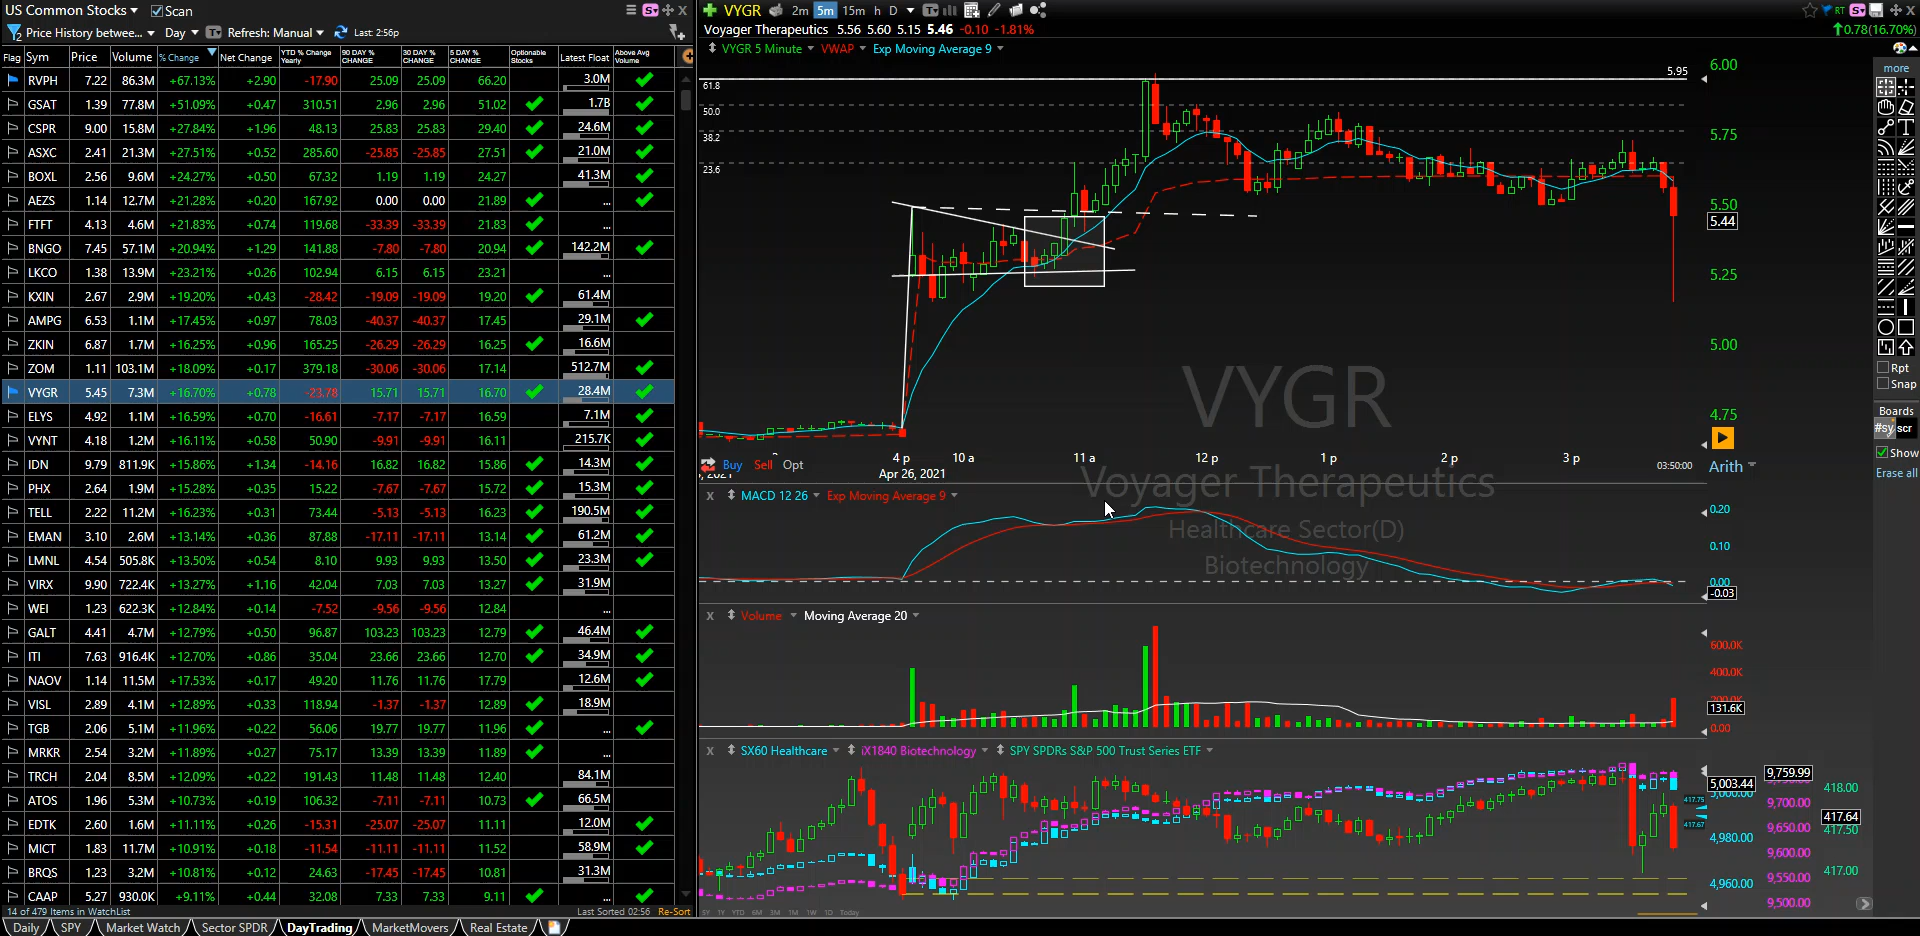 US Common Stocks Scan
Price History betwee... Day Refresh: Manual Last: 2:56p
Flag Sym Price Volume % Change Net Change YTD % Change Yearly 90 DAY % CHANGE 30 DAY % CHANGE 5 DAY % CHANGE Optionable Stocks Latest Float Above Avg Volume
RVPH 7.22 86.3M +67.13% +2.90 -17.90 25.09 25.09 66.20 3.0M
GSAT 1.39 77.8M +51.09% +0.47 310.51 2.96 2.96 51.02 1.7B
CSPR 9.00 15.8M +27.84% +1.96 48.13 25.83 25.83 29.40 24.6M
ASXC 2.41 21.3M +27.51% +0.52 285.60 -25.85 -25.85 27.51 21.0M
BOXL 2.56 9.6M +24.27% +0.50 67.32 1.19 1.19 24.27 41.3M
AEZS 1.14 12.7M +21.28% +0.20 167.92 0.00 0.00 21.89 ...
FTFT 4.13 4.6M +21.83% +0.74 119.68 -33.39 -33.39 21.83 ...
BNGO 7.45 57.1M +20.94% +1.29 141.88 -7.80 -7.80 20.94 142.2M
LKCO 1.38 13.9M +23.21% +0.26 102.94 6.15 6.15 23.21 ...
KXIN 2.67 2.9M +19.20% +0.43 -28.42 -19.09 -19.09 19.20 61.4M
AMPG 6.53 1.1M +17.45% +0.97 78.03 -40.37 -40.37 17.45 29.1M
ZKIN 6.87 1.7M +16.25% +0.96 165.25 -26.29 -26.29 16.25 16.6M
ZOM 1.11 103.1M +18.09% +0.17 379.18 -30.06 -30.06 17.14 512.7M
VYGR 5.45 7.3M +16.70% +0.78 -23.78 15.71 15.71 16.70 28.4M
ELYS 4.92 1.1M +16.59% +0.70 -16.61 -7.17 -7.17 16.59 7.1M
VYNT 4.18 1.2M +16.11% +0.58 50.90 -9.91 -9.91 16.11 215.7K
IDN 9.79 811.9K +15.86% +1.34 -14.16 16.82 16.82 15.86 14.3M
PHX 2.64 1.9M +15.28% +0.35 15.22 -7.67 -7.67 15.72 15.3M
TELL 2.22 11.2M +16.23% +0.31 73.44 -5.13 -5.13 16.23 190.5M
EMAN 3.10 2.6M +13.14% +0.36 87.88 -17.11 -17.11 13.14 61.2M
LMNL 4.54 505.8K +13.50% +0.54 8.10 9.93 9.93 13.50 23.3M
VIRX 9.90 722.4K +13.27% +1.16 42.04 7.03 7.03 13.27 31.9M
WEI 1.23 622.3K +12.84% +0.14 -7.52 -9.56 -9.56 12.84 ...
GALT 4.41 4.7M +12.79% +0.50 96.87 103.23 103.23 12.79 46.4M
ITI 7.63 916.4K +12.70% +0.86 35.04 23.66 23.66 12.70 34.9M
NAOV 1.14 11.5M +17.53% +0.17 49.20 11.76 11.76 17.79 12.6M
VISL 2.89 4.1M +12.89% +0.33 118.94 -1.37 -1.37 12.89 18.9M
TGB 2.06 5.1M +11.96% +0.22 56.06 19.77 19.77 11.96 ...
MRKR 2.54 3.2M +11.89% +0.27 75.17 13.39 13.39 11.89 ...
TRCH 2.04 8.5M +12.09% +0.22 191.43 11.48 11.48 12.40 84.1M
ATOS 1.96 5.3M +10.73% +0.19 106.32 -7.11 -7.11 10.73 66.5M
EDTK 2.60 1.6M +11.11% +0.26 -15.31 -25.07 -25.07 11.11 12.0M
MICT 1.83 11.7M +10.91% +0.18 -11.54 -11.11 -11.11 11.52 58.9M
BRQS 1.23 3.2M +10.81% +0.12 24.63 -17.45 -17.45 10.81 31.3M
CAAP 5.27 930.0K +9.11% +0.44 32.08 7.33 7.33 9.11 ...
14 of 479 Items in WatchList Last Sorted 02:56 Re-Sort
Daily SPY Market Watch Sector SPDR DayTrading MarketMovers Real Estate
VYGR 2m 5m 15m h D RT
Voyager Therapeutics 5.56 5.60 5.15 5.46 -0.10 -1.81% 0.78(16.70%)
VYGR 5 Minute VWAP Exp Moving Average 9
5.95
61.8
50.0
38.2
23.6
6.00
5.75
5.50
5.44
5.25
5.00
4.75
VYGR
Voyager Therapeutics
Healthcare Sector(D)
Biotechnology
4 p 10 a 11 a 12 p 1 p 2 p 3 p 03:50:00
Buy Sell Opt Arith
Apr 26, 2021
MACD 12 26 Exp Moving Average 9
0.20
0.10
0.00
-0.03
Volume Moving Average 20
600.0K
400.0K
200.0K
131.6K
0.00
SX60 Healthcare iX1840 Biotechnology SPY SPDRs S&P 500 Trust Series ETF
5,003.44
5,000.00
4,980.00
4,960.00
9,759.99
9,700.00
9,650.00
9,600.00
9,550.00
9,500.00
418.00
417.64
417.50
417.00
417.75
417.67
5Y 1Y YTD 6M 3M 1M 1W 1D Today
more
Rpt
Snap
Boards
#sy scr
Show
Erase all